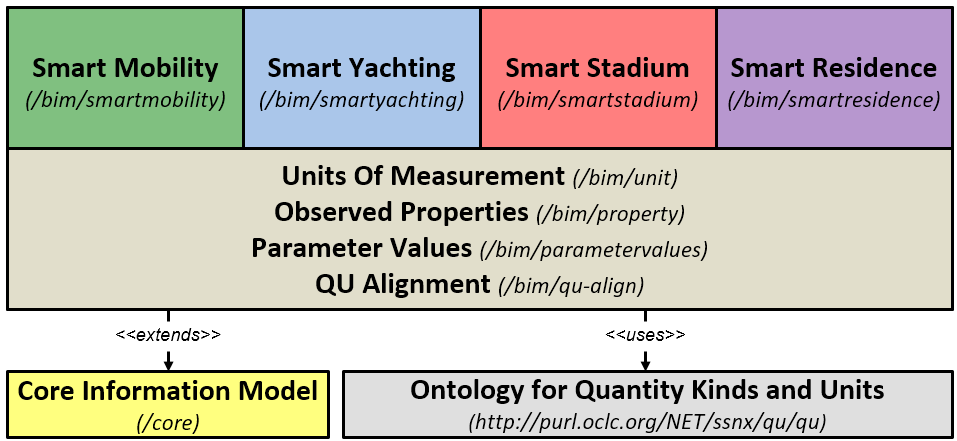 Smart Mobility
(/bim/smartmobility)
Smart Yachting
(/bim/smartyachting)
Smart Stadium
(/bim/smartstadium)
Smart Residence
(/bim/smartresidence)
Units Of Measurement (/bim/unit)
Observed Properties (/bim/property)
Parameter Values (/bim/parametervalues)
QU Alignment (/bim/qu-align)
<<extends>>
<<uses>>
Core Information Model
(/core)
Ontology for Quantity Kinds and Units
(http://purl.oclc.org/NET/ssnx/qu/qu)